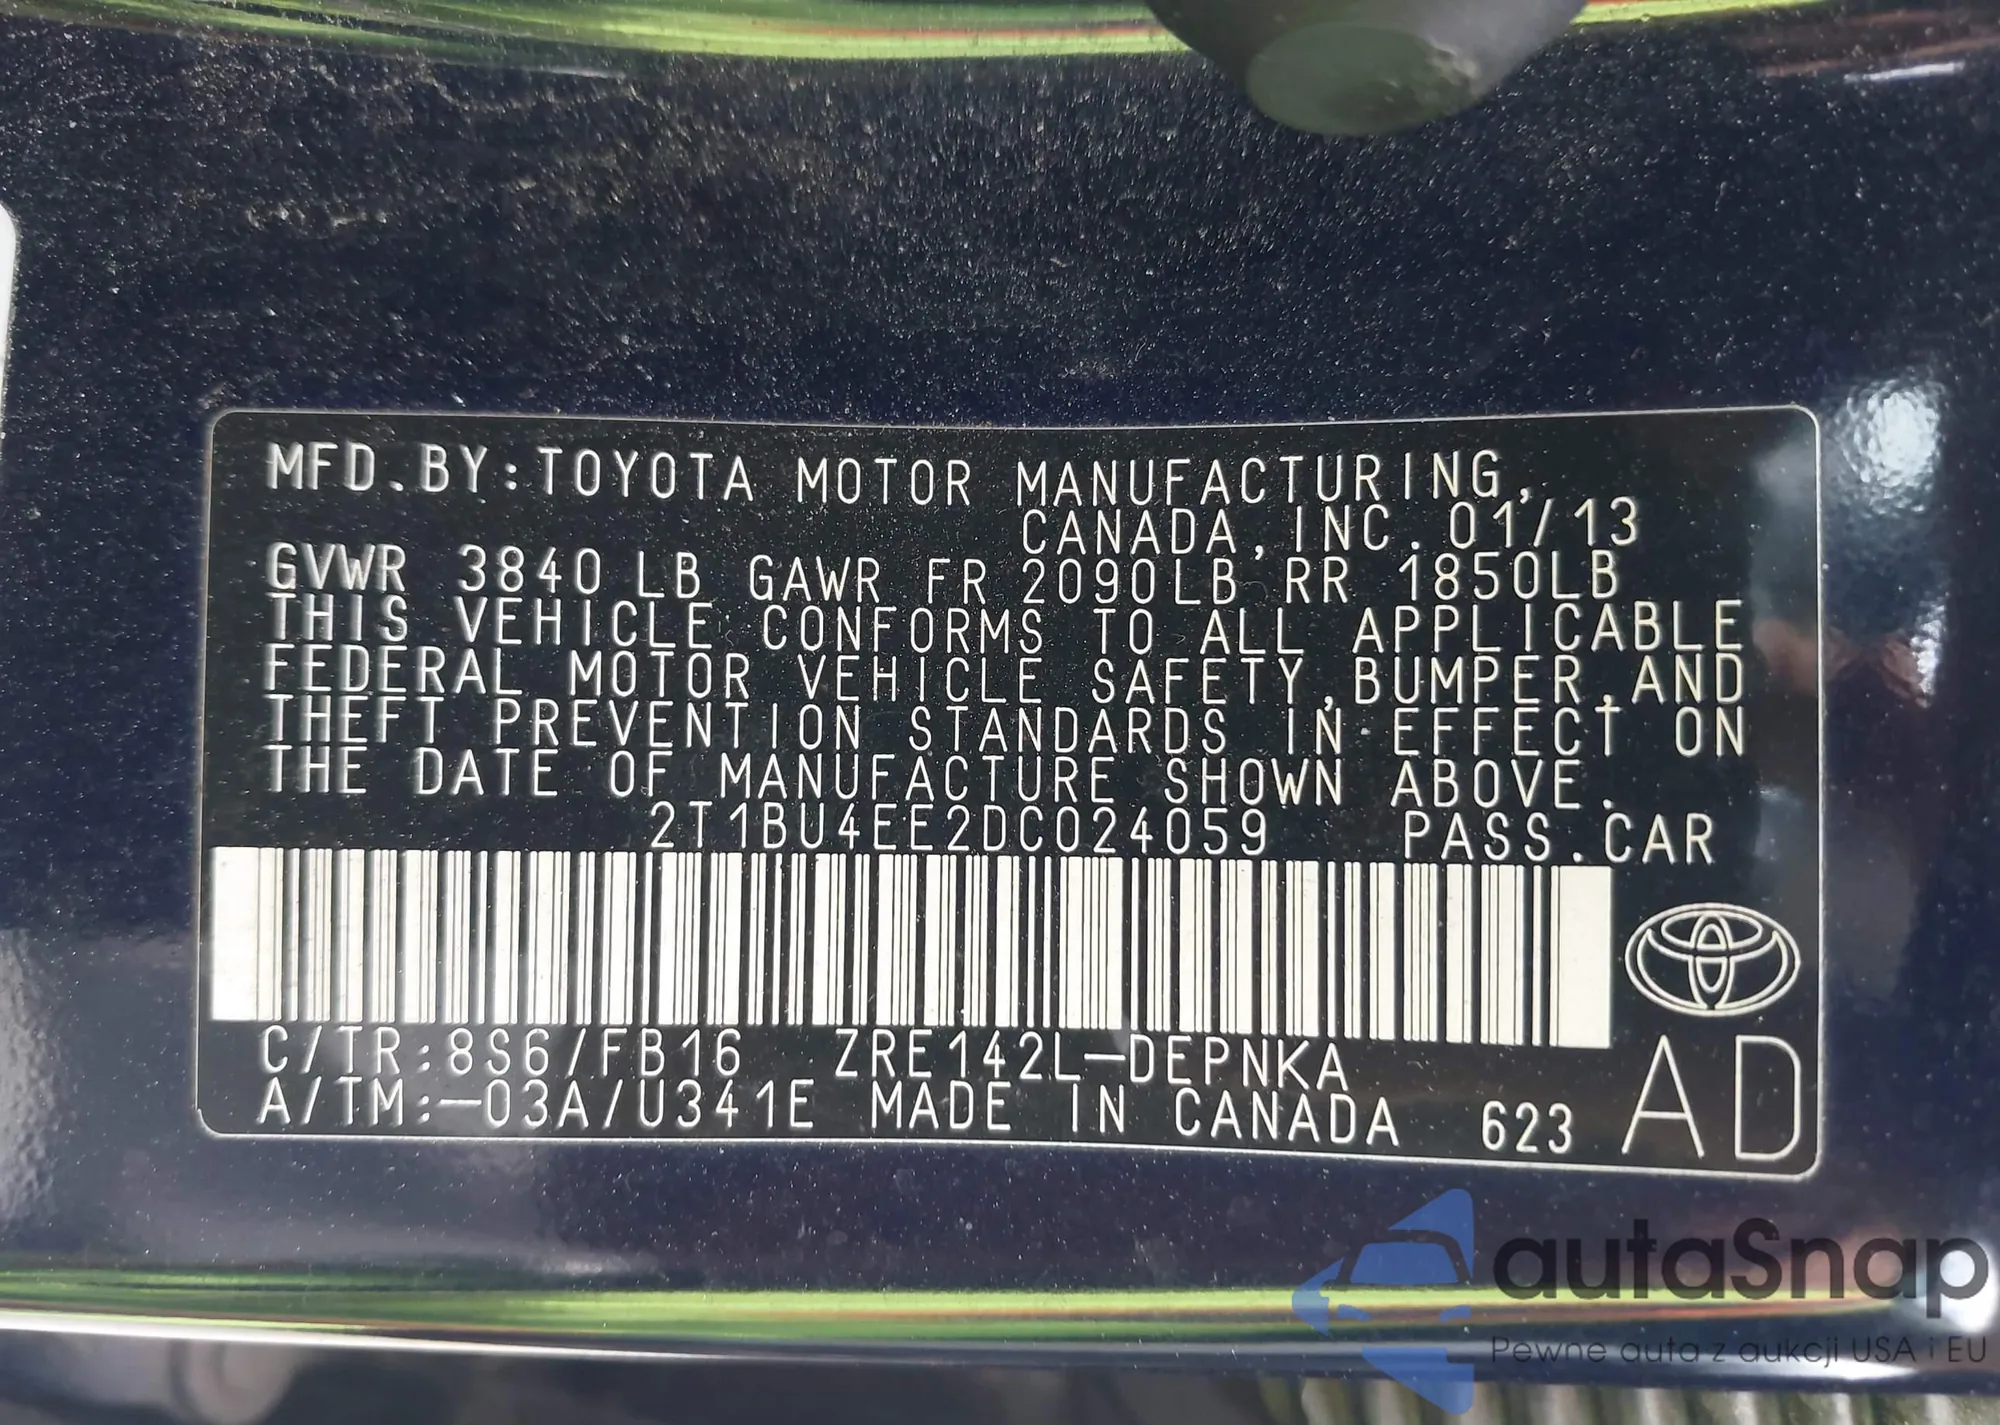 MFD.BY:TOYOTA MOTOR MANUFACTURING,
CANADA,INC.01/13
GVWR 3840 LB GAWR FR 2090LB RR 1850LB
THIS VEHICLE CONFORMS TO ALL APPLICABLE
FEDERAL MOTOR VEHICLE SAFETY,BUMPER,AND
THEFT PREVENTION STANDARDS IN EFFECT ON
THE DATE OF MANUFACTURE SHOWN ABOVE.
2T1BU4EE2DC024059 PASS.CAR
C/TR:8S6/FB16 ZRE142L-DEPNKA
A/TM:-03A/U341E MADE IN CANADA 623 AD
autaSnap
Pewne auta z aukcji USA i EU